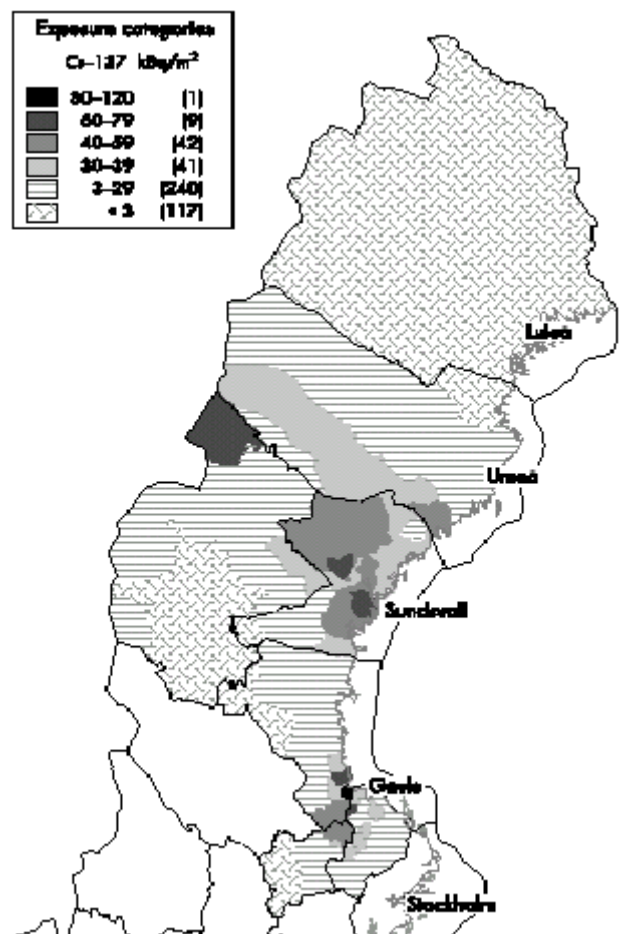 Exposure categories
Cs-137 kBq/m²
80-120 (1)
60-79 (9)
40-59 (42)
30-39 (41)
3-29 (240)
< 3 (117)
Luleå
Umeå
Sundsvall
Gävle
Stockholm